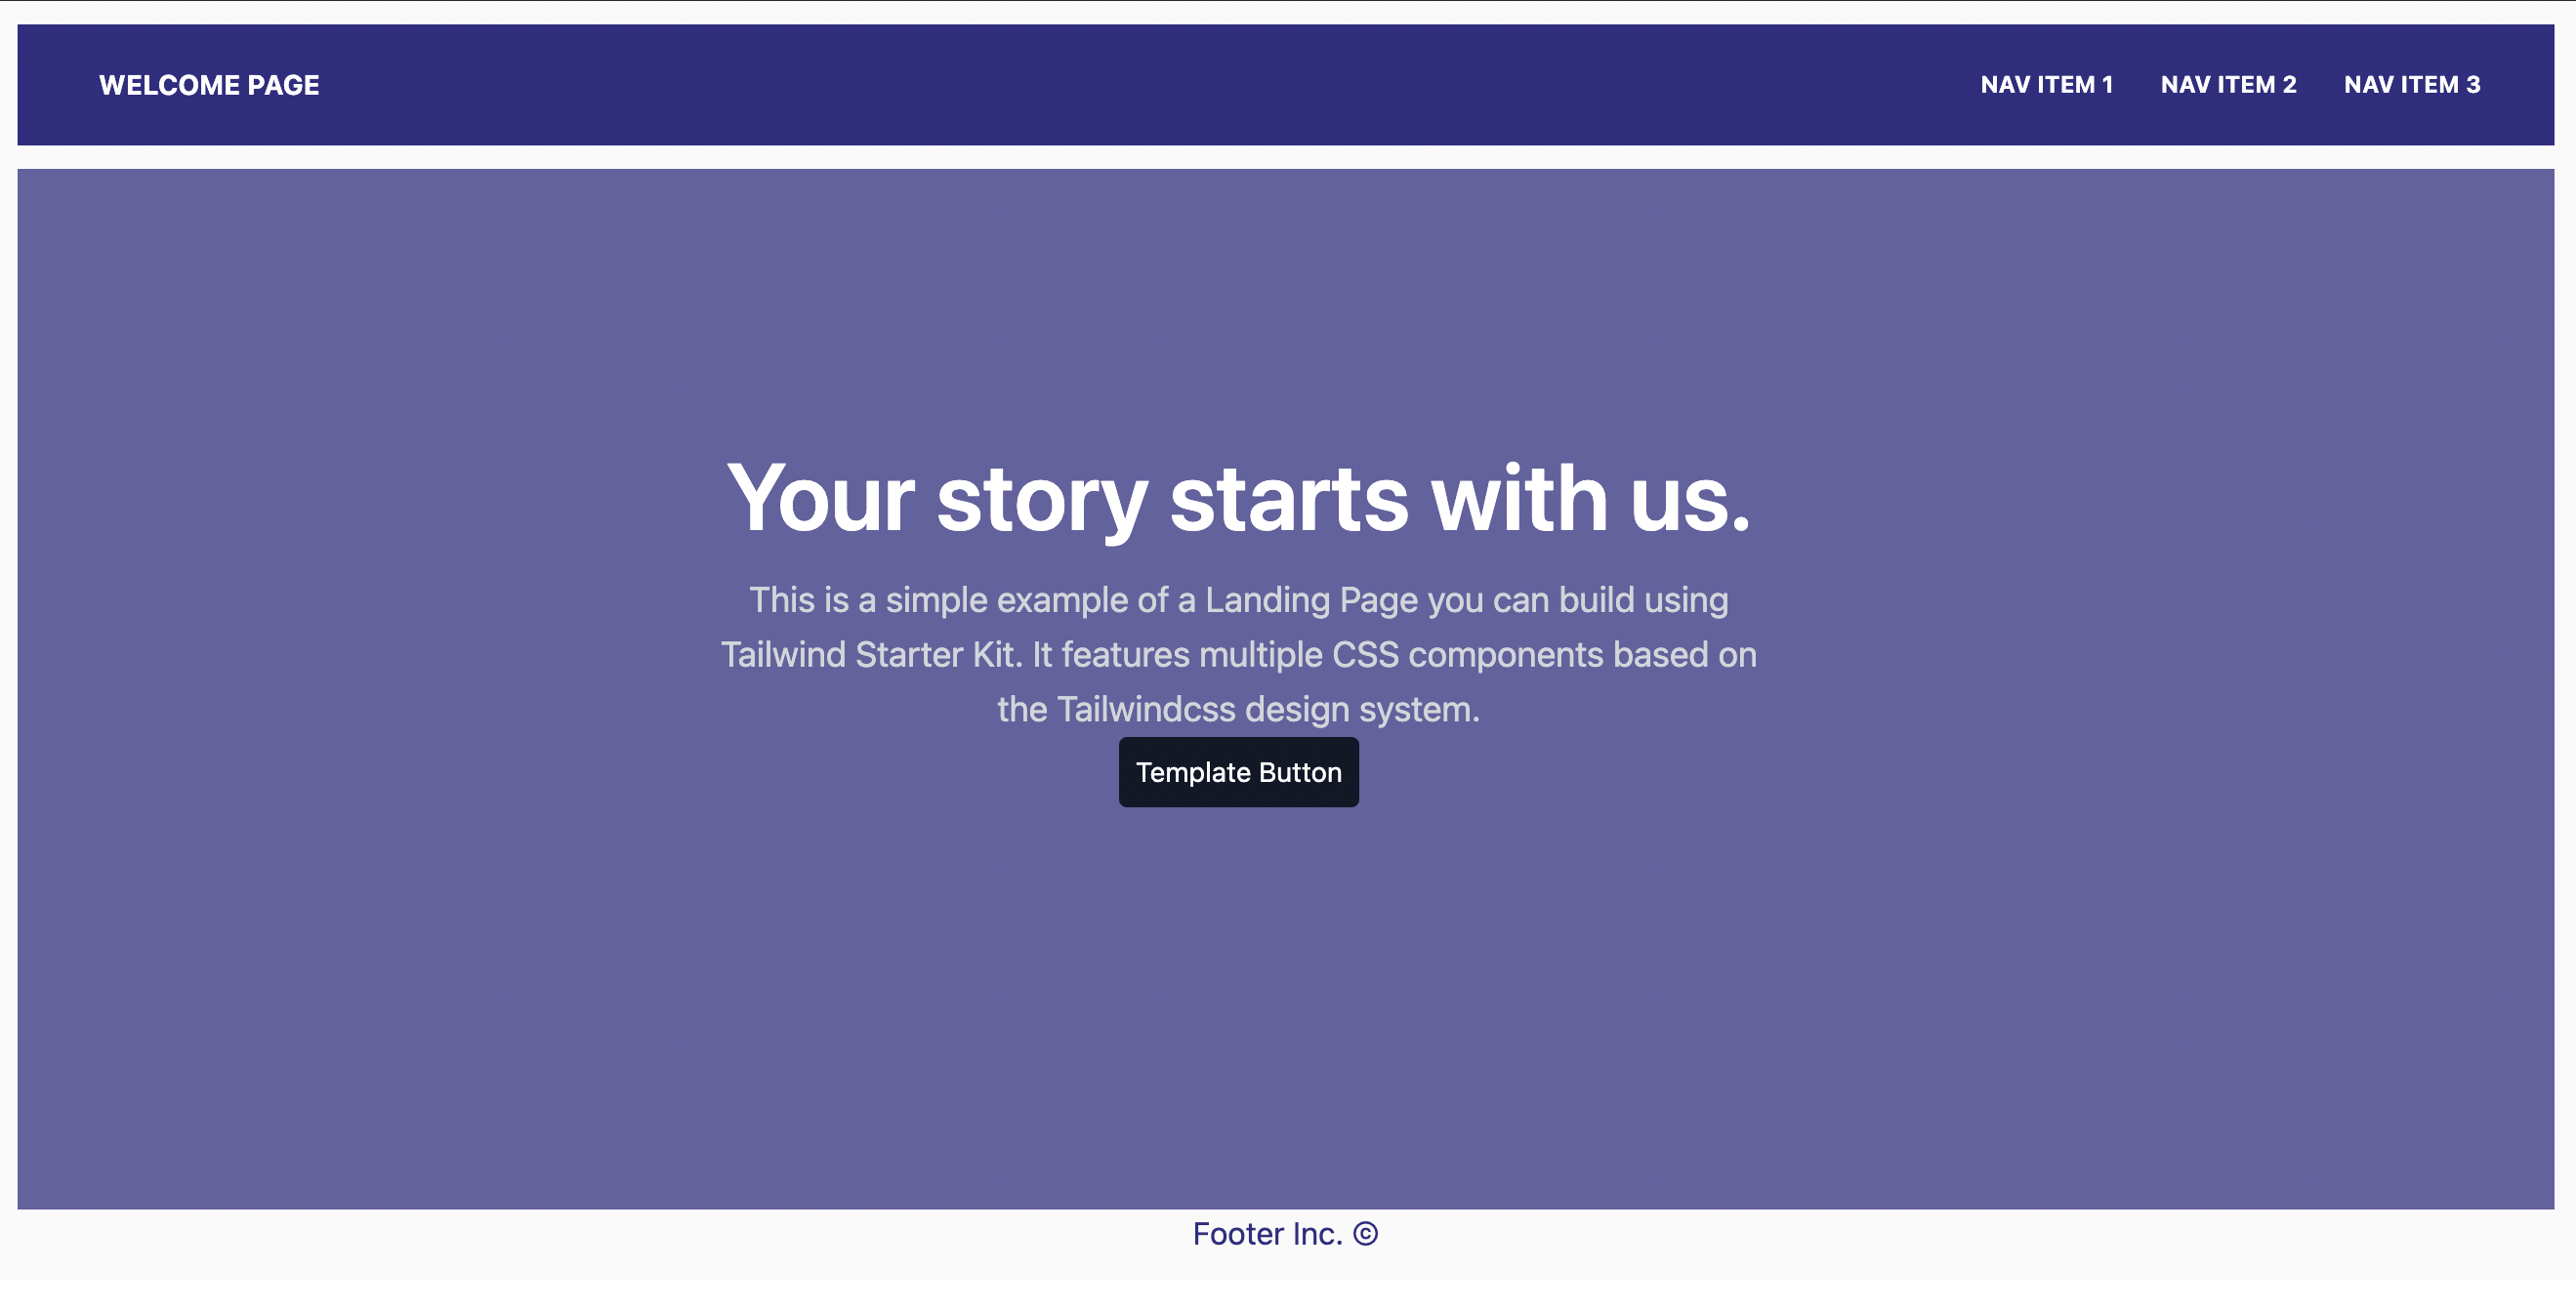 WELCOME PAGE
NAV ITEM 1
NAV ITEM 2
NAV ITEM 3
Your story starts with us.
This is a simple example of a Landing Page you can build using
Tailwind Starter Kit. It features multiple CSS components based on
the Tailwindcss design system.
Template Button
Footer Inc. ©